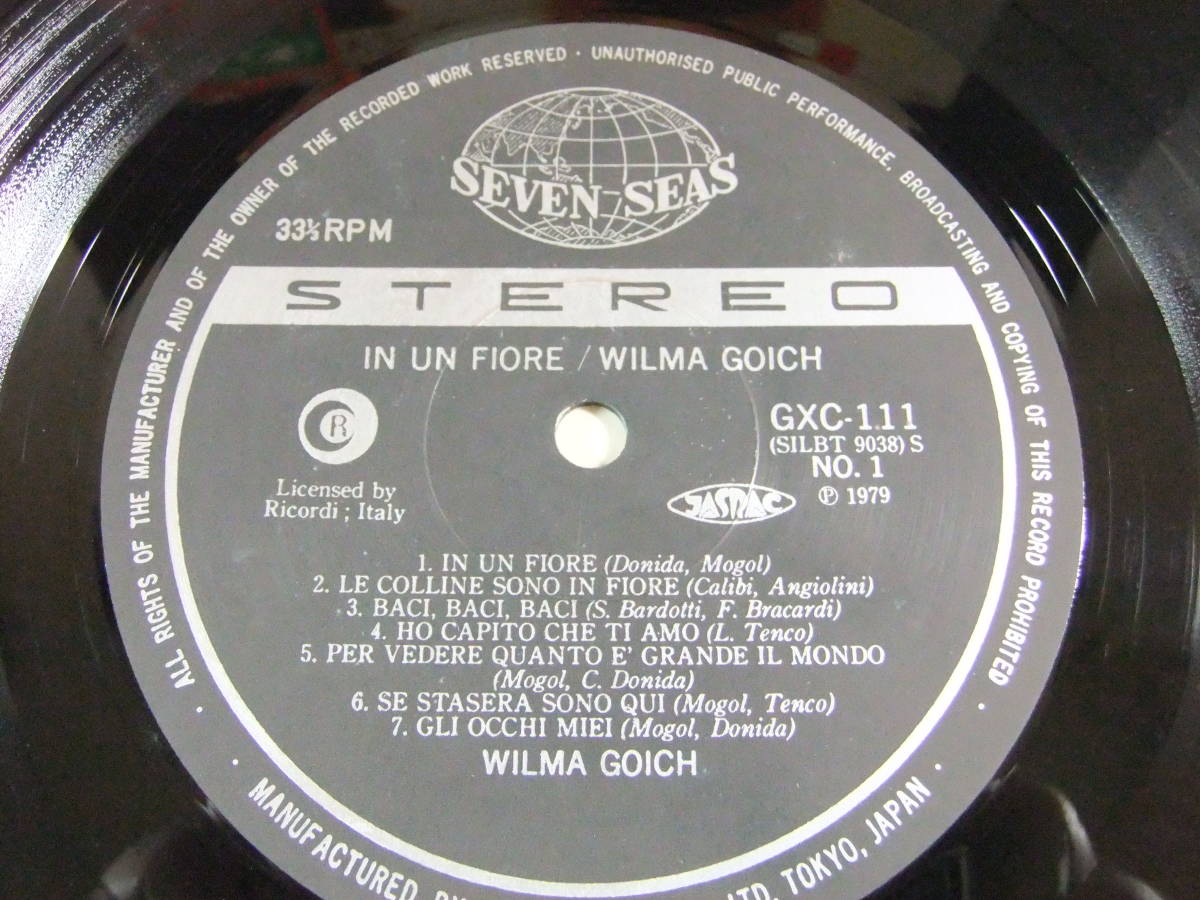 ALL RIGHTS OF THE MANUFACTURER AND OF THE OWNER OF THE RECORDED WORK RESERVED · UNAUTHORISED PUBLIC PERFORMANCE, BROADCASTING AND COPYING OF THIS RECORD PROHIBITED
SEVEN-SEAS
33⅓ RPM
STEREO
IN UN FIORE / WILMA GOICH
R
GXC-111
(SILBT 9038) S
NO. 1
Ⓟ 1979
Licensed by
Ricordi ; Italy
JASRAC
1. IN UN FIORE (Donida, Mogol)
2. LE COLLINE SONO IN FIORE (Calibi, Angiolini)
3. BACI, BACI, BACI (S. Bardotti, F. Bracardi)
4. HO CAPITO CHE TI AMO (L. Tenco)
5. PER VEDERE QUANTO E' GRANDE IL MONDO
(Mogol, C. Donida)
6. SE STASERA SONO QUI (Mogol, Tenco)
7. GLI OCCHI MIEI (Mogol, Donida)
WILMA GOICH
· MANUFACTURED BY LTD. TOKYO, JAPAN ·